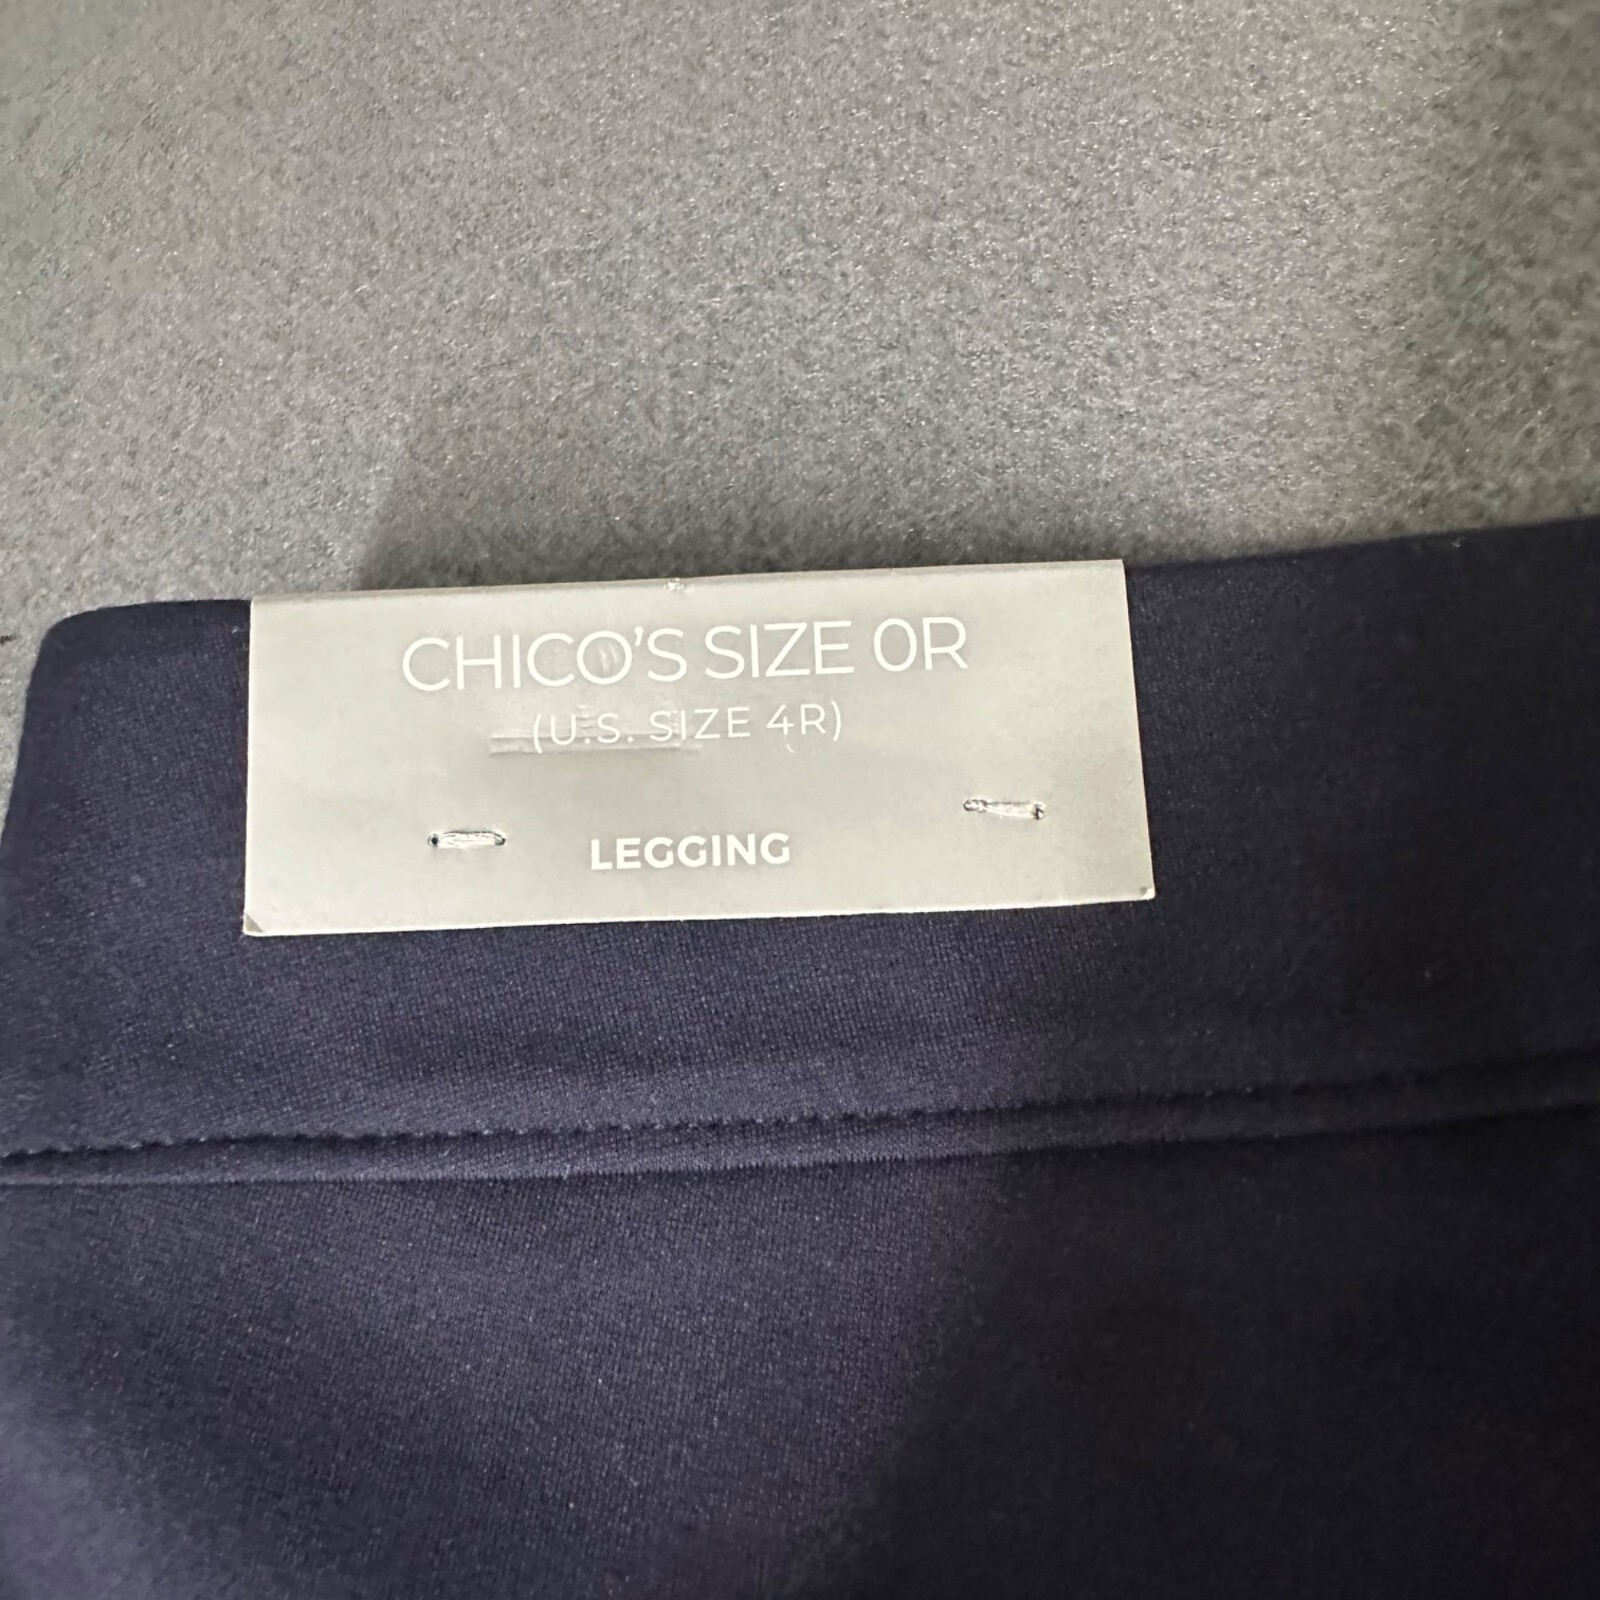 CHICO'S SIZE 0R
(U.S. SIZE 4R)
LEGGING